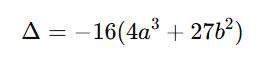 Δ = −16(4a³ + 27b²)